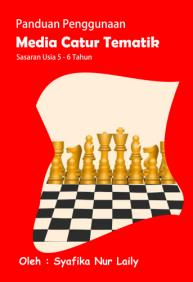 Panduan Penggunaan
Media Catur Tematik
Sasaran Usia 5 - 6 Tahun
Oleh : Syafika Nur Laily